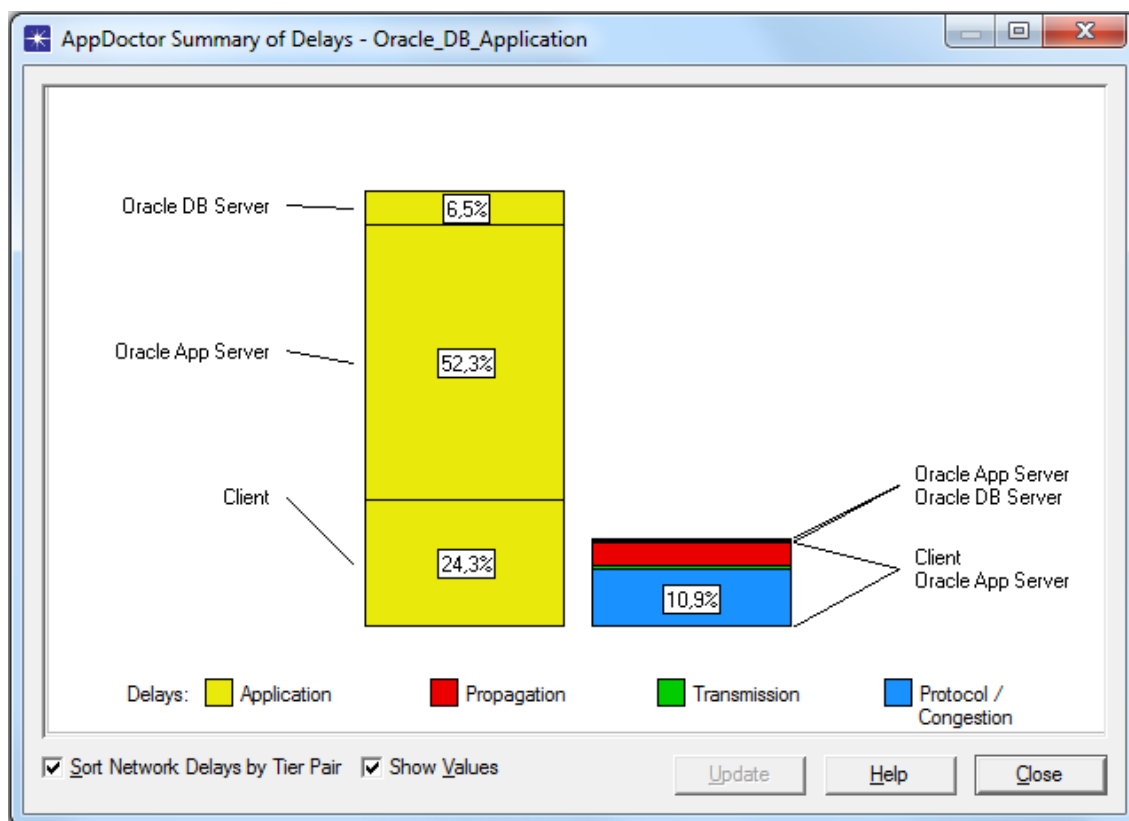 AppDoctor Summary of Delays - Oracle_DB_Application
Oracle DB Server
6,5%
Oracle App Server
52,3%
Client
24,3%
Oracle App Server
Oracle DB Server
Client
Oracle App Server
10,9%
Delays: Application Propagation Transmission Protocol /
Congestion
Sort Network Delays by Tier Pair Show Values Update Help Close